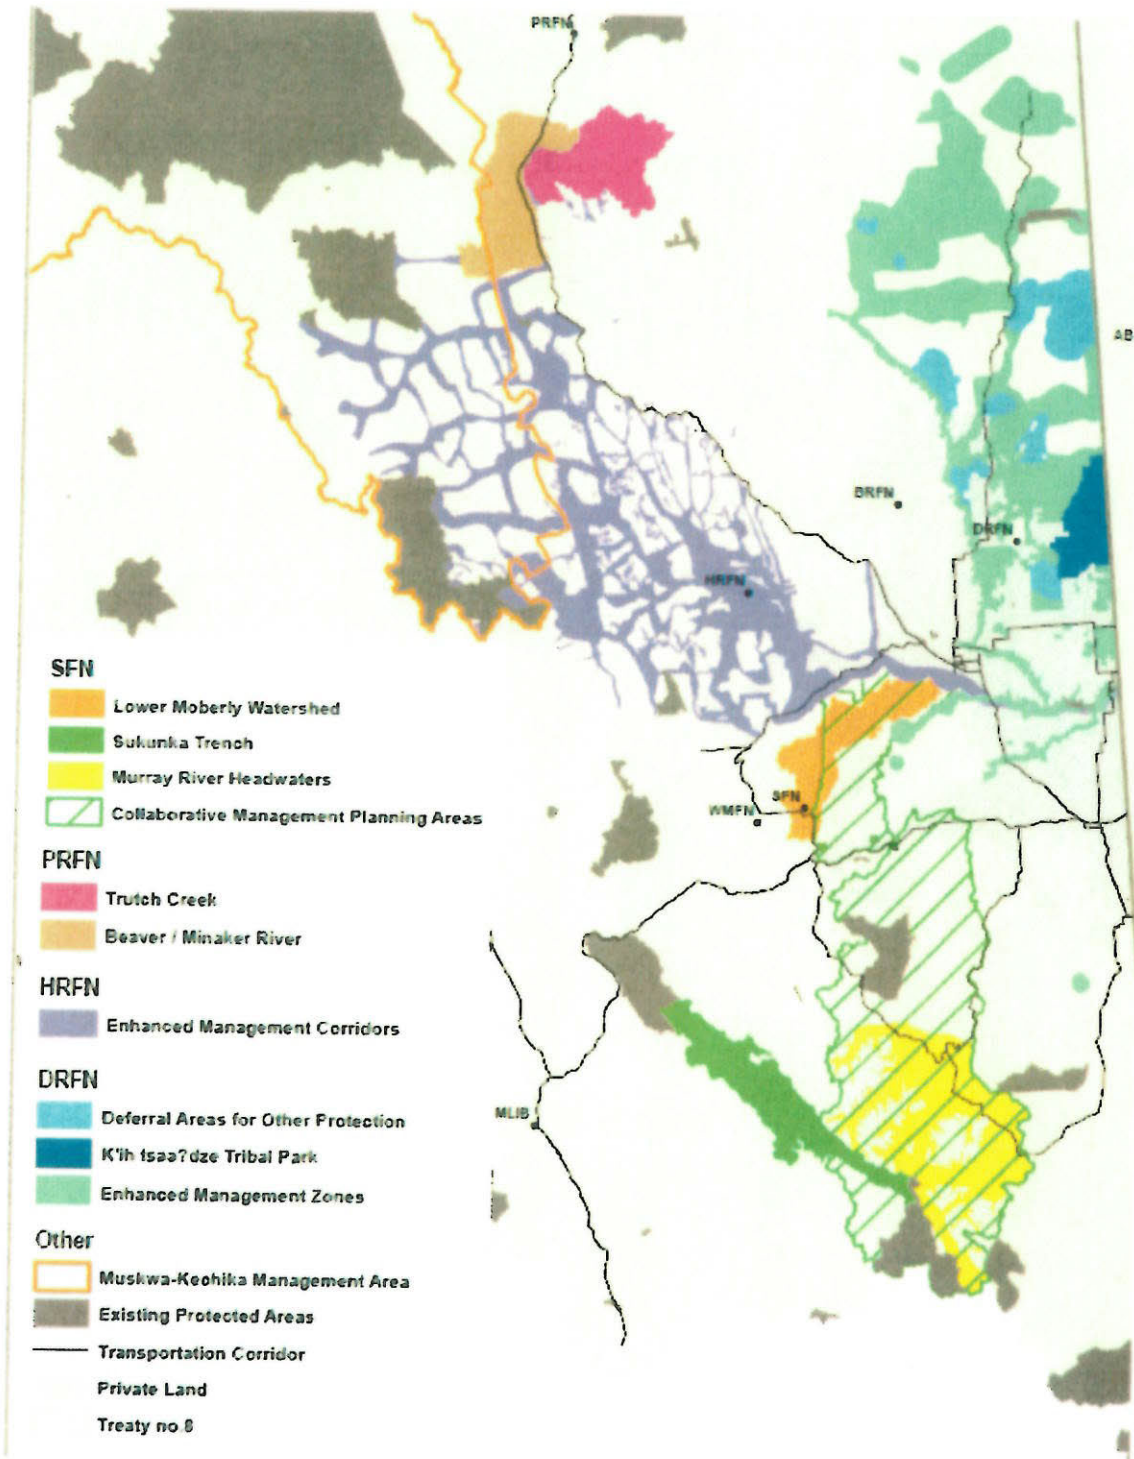 PRFN
AB
BRFN
DRFN
HRFN
SFN
WMFN
MLIB
SFN
Lower Moberly Watershed
Sukunka Trench
Murray River Headwaters
Collaborative Management Planning Areas
PRFN
Trutch Creek
Beaver / Minaker River
HRFN
Enhanced Management Corridors
DRFN
Deferral Areas for Other Protection
K'ih tsaa?dze Tribal Park
Enhanced Management Zones
Other
Muskwa-Kechika Management Area
Existing Protected Areas
Transportation Corridor
Private Land
Treaty no 8